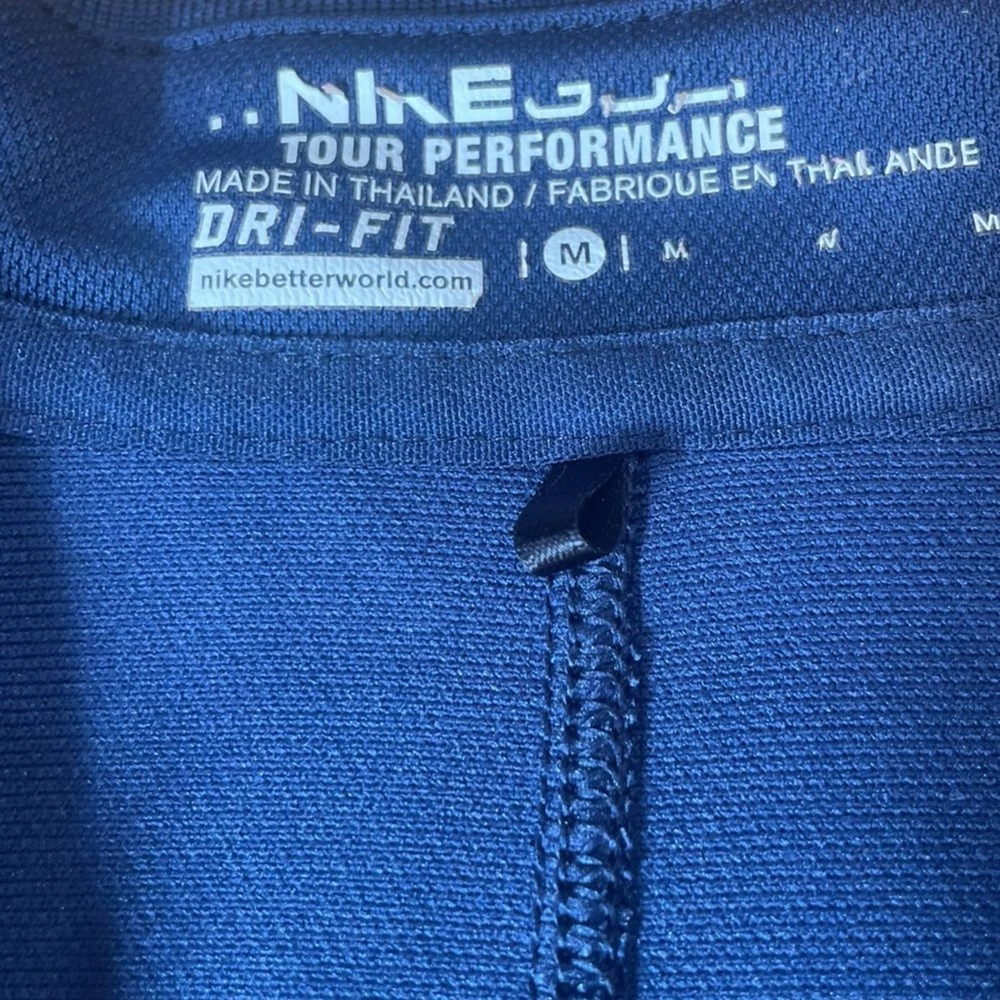 NIKE
TOUR PERFORMANCE
MADE IN THAILAND / FABRIQUE EN THAILANDE
DRI-FIT
M M M
nikebetterworld.com